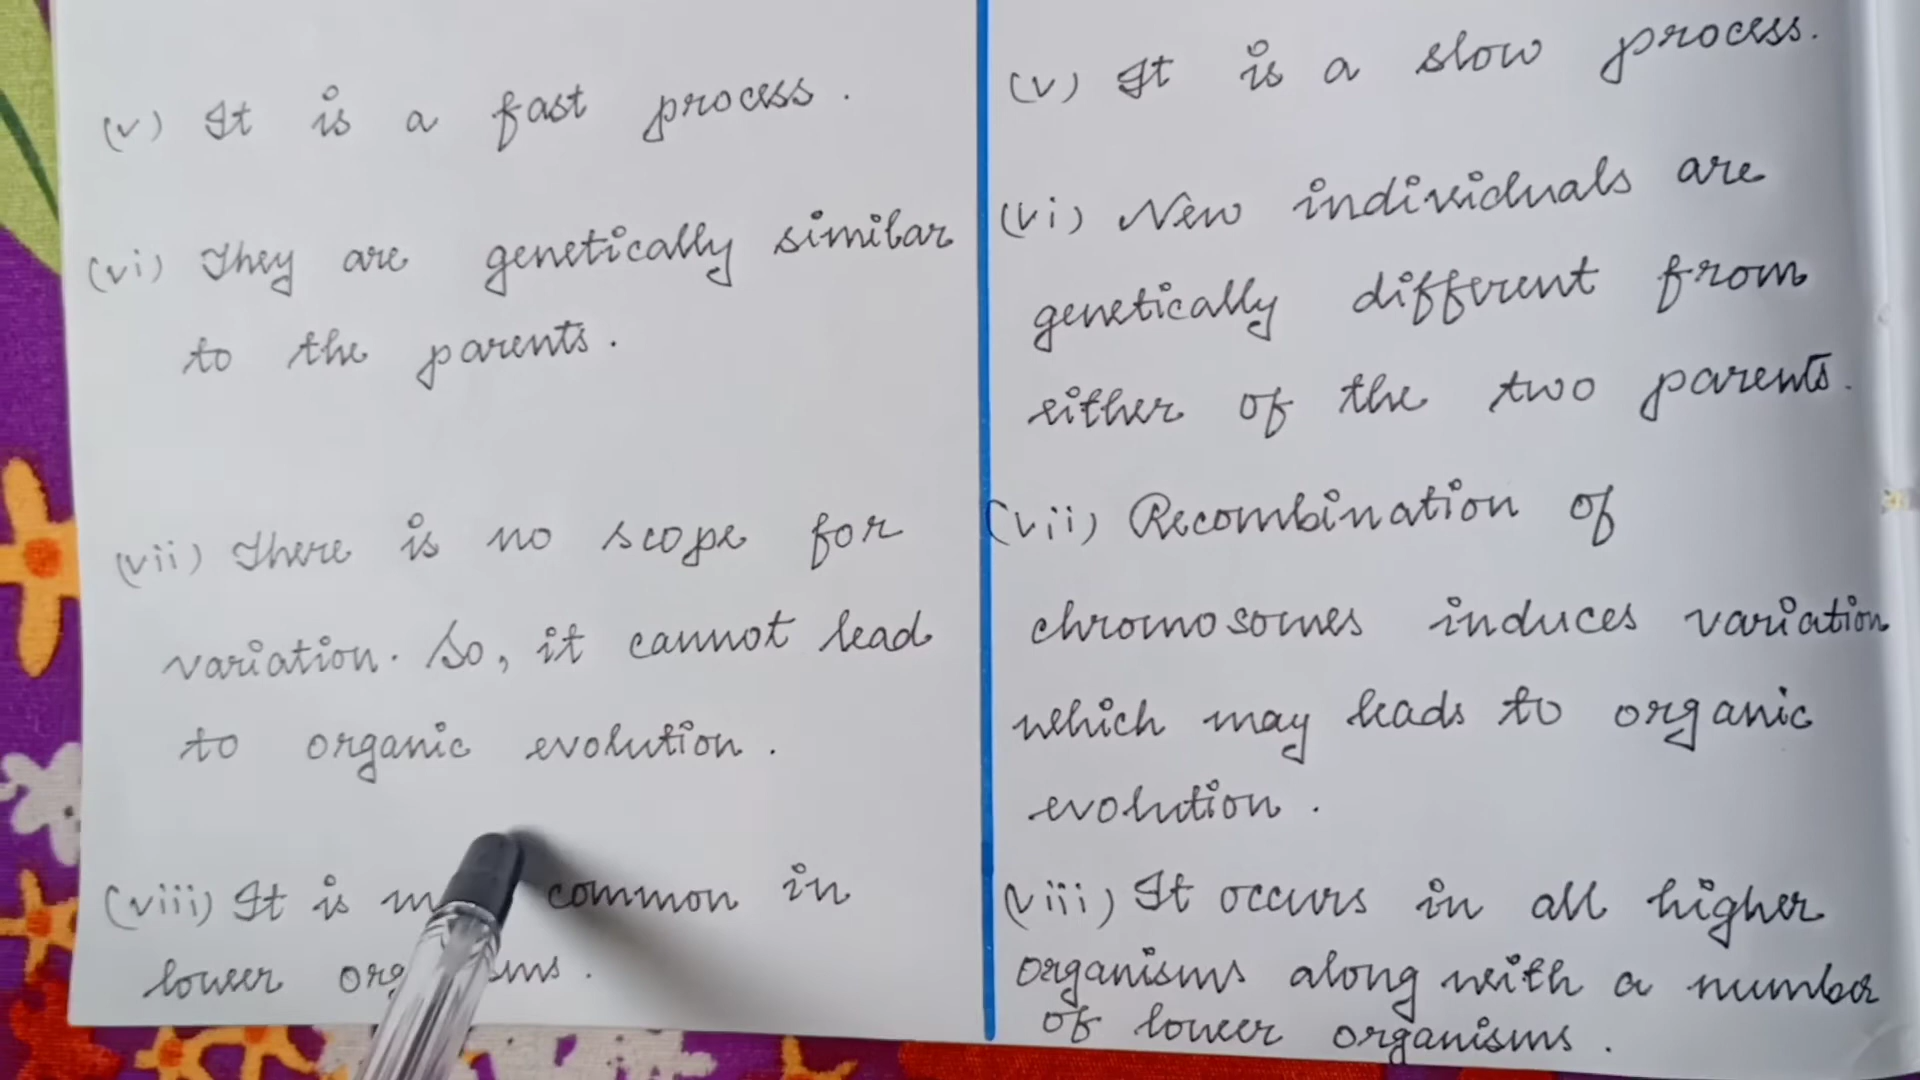 (v) It is a fast process.
(vi) They are genetically similar
to the parents.
(vii) There is no scope for
variation. So, it cannot lead
to organic evolution.
(viii) It is common in
lower
(v) It is a slow process.
(vi) New individuals are
genetically different from
either of the two parents.
(vii) Recombination of
chromosomes induces variation
which may leads to organic
evolution.
(viii) It occurs in all higher
organisms along with a number
of lower organisms.